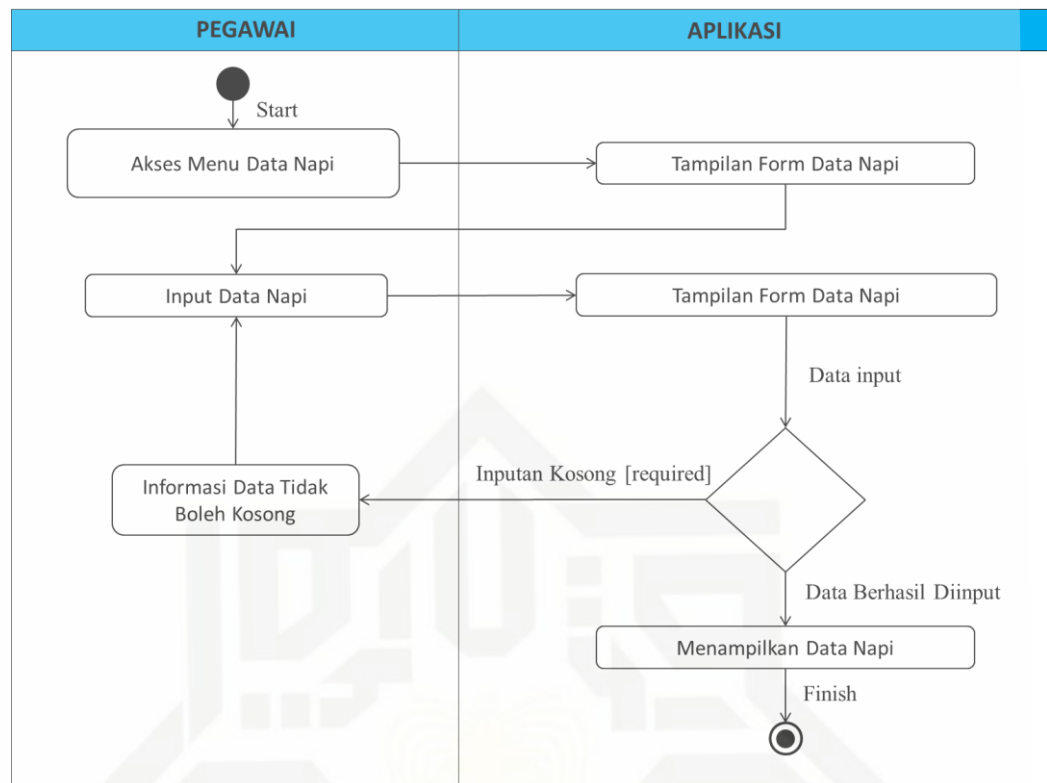 PEGAWAI
APLIKASI
Start
Akses Menu Data Napi
Tampilan Form Data Napi
Input Data Napi
Tampilan Form Data Napi
Data input
Inputan Kosong [required]
Informasi Data Tidak
Boleh Kosong
Data Berhasil Diinput
Menampilkan Data Napi
Finish